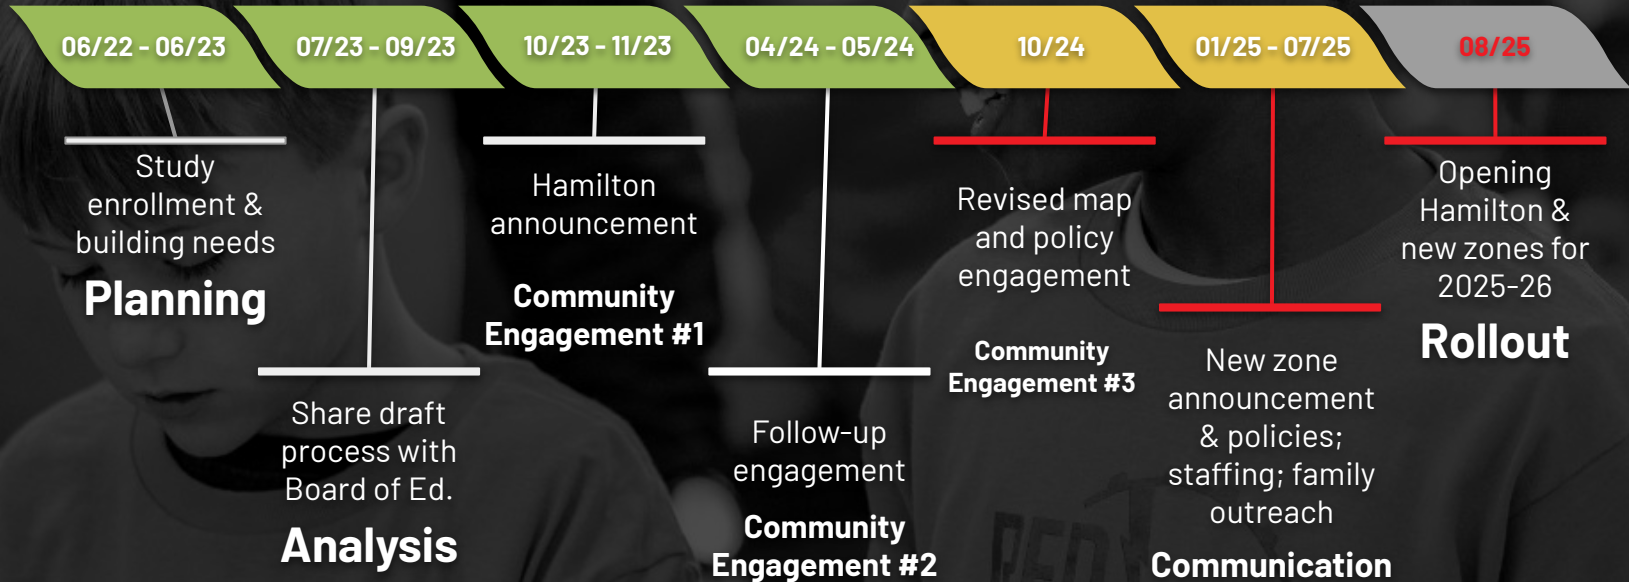 06/22 - 06/23
07/23 - 09/23
10/23 - 11/23
04/24 - 05/24
10/24
01/25 - 07/25
08/25
Study
enrollment &
building needs
Planning
Share draft
process with
Board of Ed.
Analysis
Hamilton
announcement
Community
Engagement #1
Follow-up
engagement
Community
Engagement #2
Revised map
and policy
engagement
Community
Engagement #3
New zone
announcement
& policies;
staffing; family
outreach
Communication
Opening
Hamilton &
new zones for
2025-26
Rollout